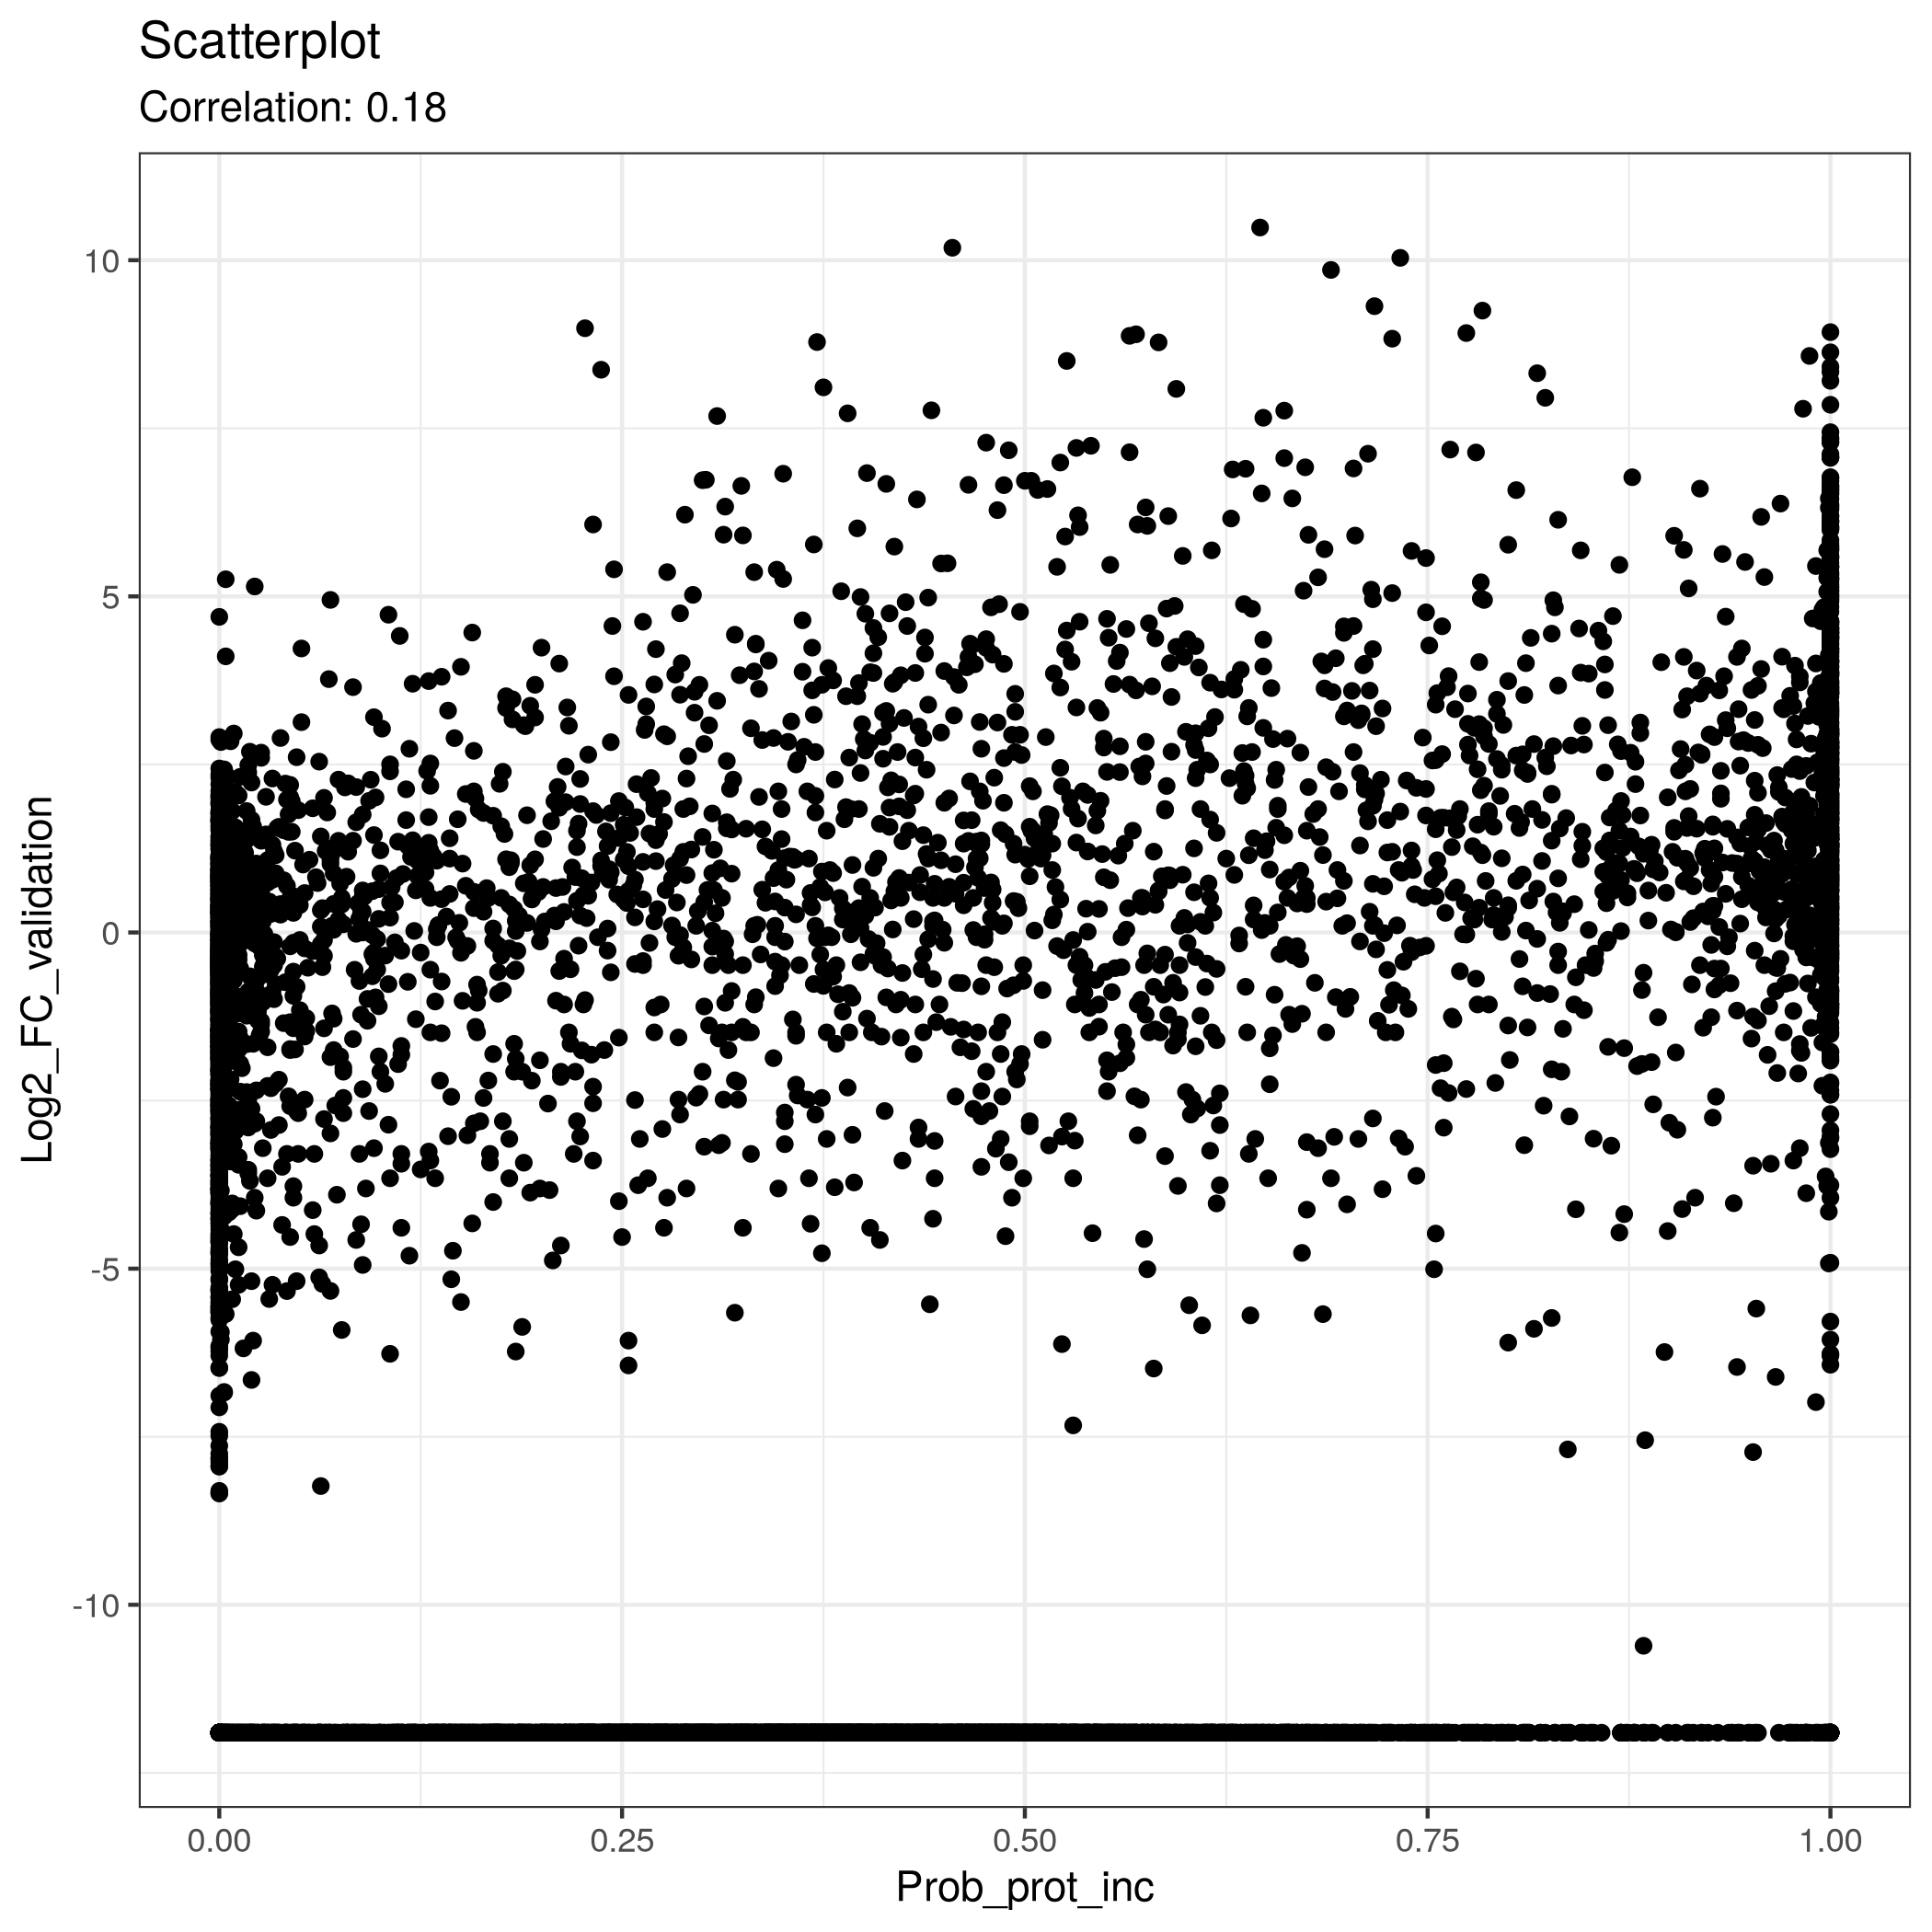 Scatterplot
Correlation: 0.18
10
5
0
-5
-10
Log2_FC_validation
0.00 0.25 0.50 0.75 1.00
Prob_prot_inc